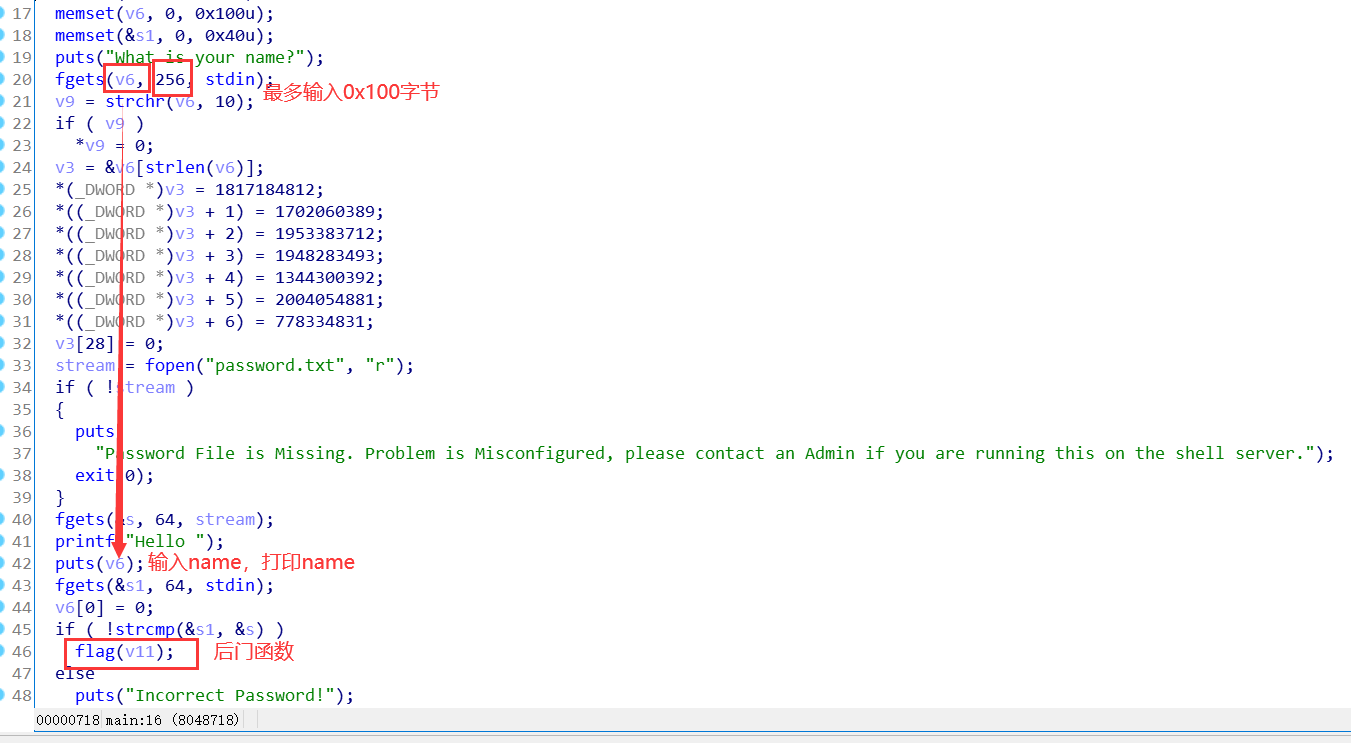 17 memset(v6, 0, 0x100u);
18 memset(&s1, 0, 0x40u);
19 puts("What is your name?");
20 fgets(v6, 256, stdin);
最多输入0x100字节
21 v9 = strchr(v6, 10);
22 if ( v9 )
23 *v9 = 0;
24 v3 = &v6[strlen(v6)];
25 *(_DWORD *)v3 = 1817184812;
26 *((_DWORD *)v3 + 1) = 1702060389;
27 *((_DWORD *)v3 + 2) = 1953383712;
28 *((_DWORD *)v3 + 3) = 1948283493;
29 *((_DWORD *)v3 + 4) = 1344300392;
30 *((_DWORD *)v3 + 5) = 2004054881;
31 *((_DWORD *)v3 + 6) = 778334831;
32 v3[28] = 0;
33 stream = fopen("password.txt", "r");
34 if ( !stream )
35 {
36 puts(
37 "Password File is Missing. Problem is Misconfigured, please contact an Admin if you are running this on the shell server.");
38 exit(0);
39 }
40 fgets(&s, 64, stream);
41 printf("Hello ");
42 puts(v6); 输入name，打印name
43 fgets(&s1, 64, stdin);
44 v6[0] = 0;
45 if ( !strcmp(&s1, &s) )
46 flag(v11); 后门函数
47 else
48 puts("Incorrect Password!");
00000718 main:16 (8048718)